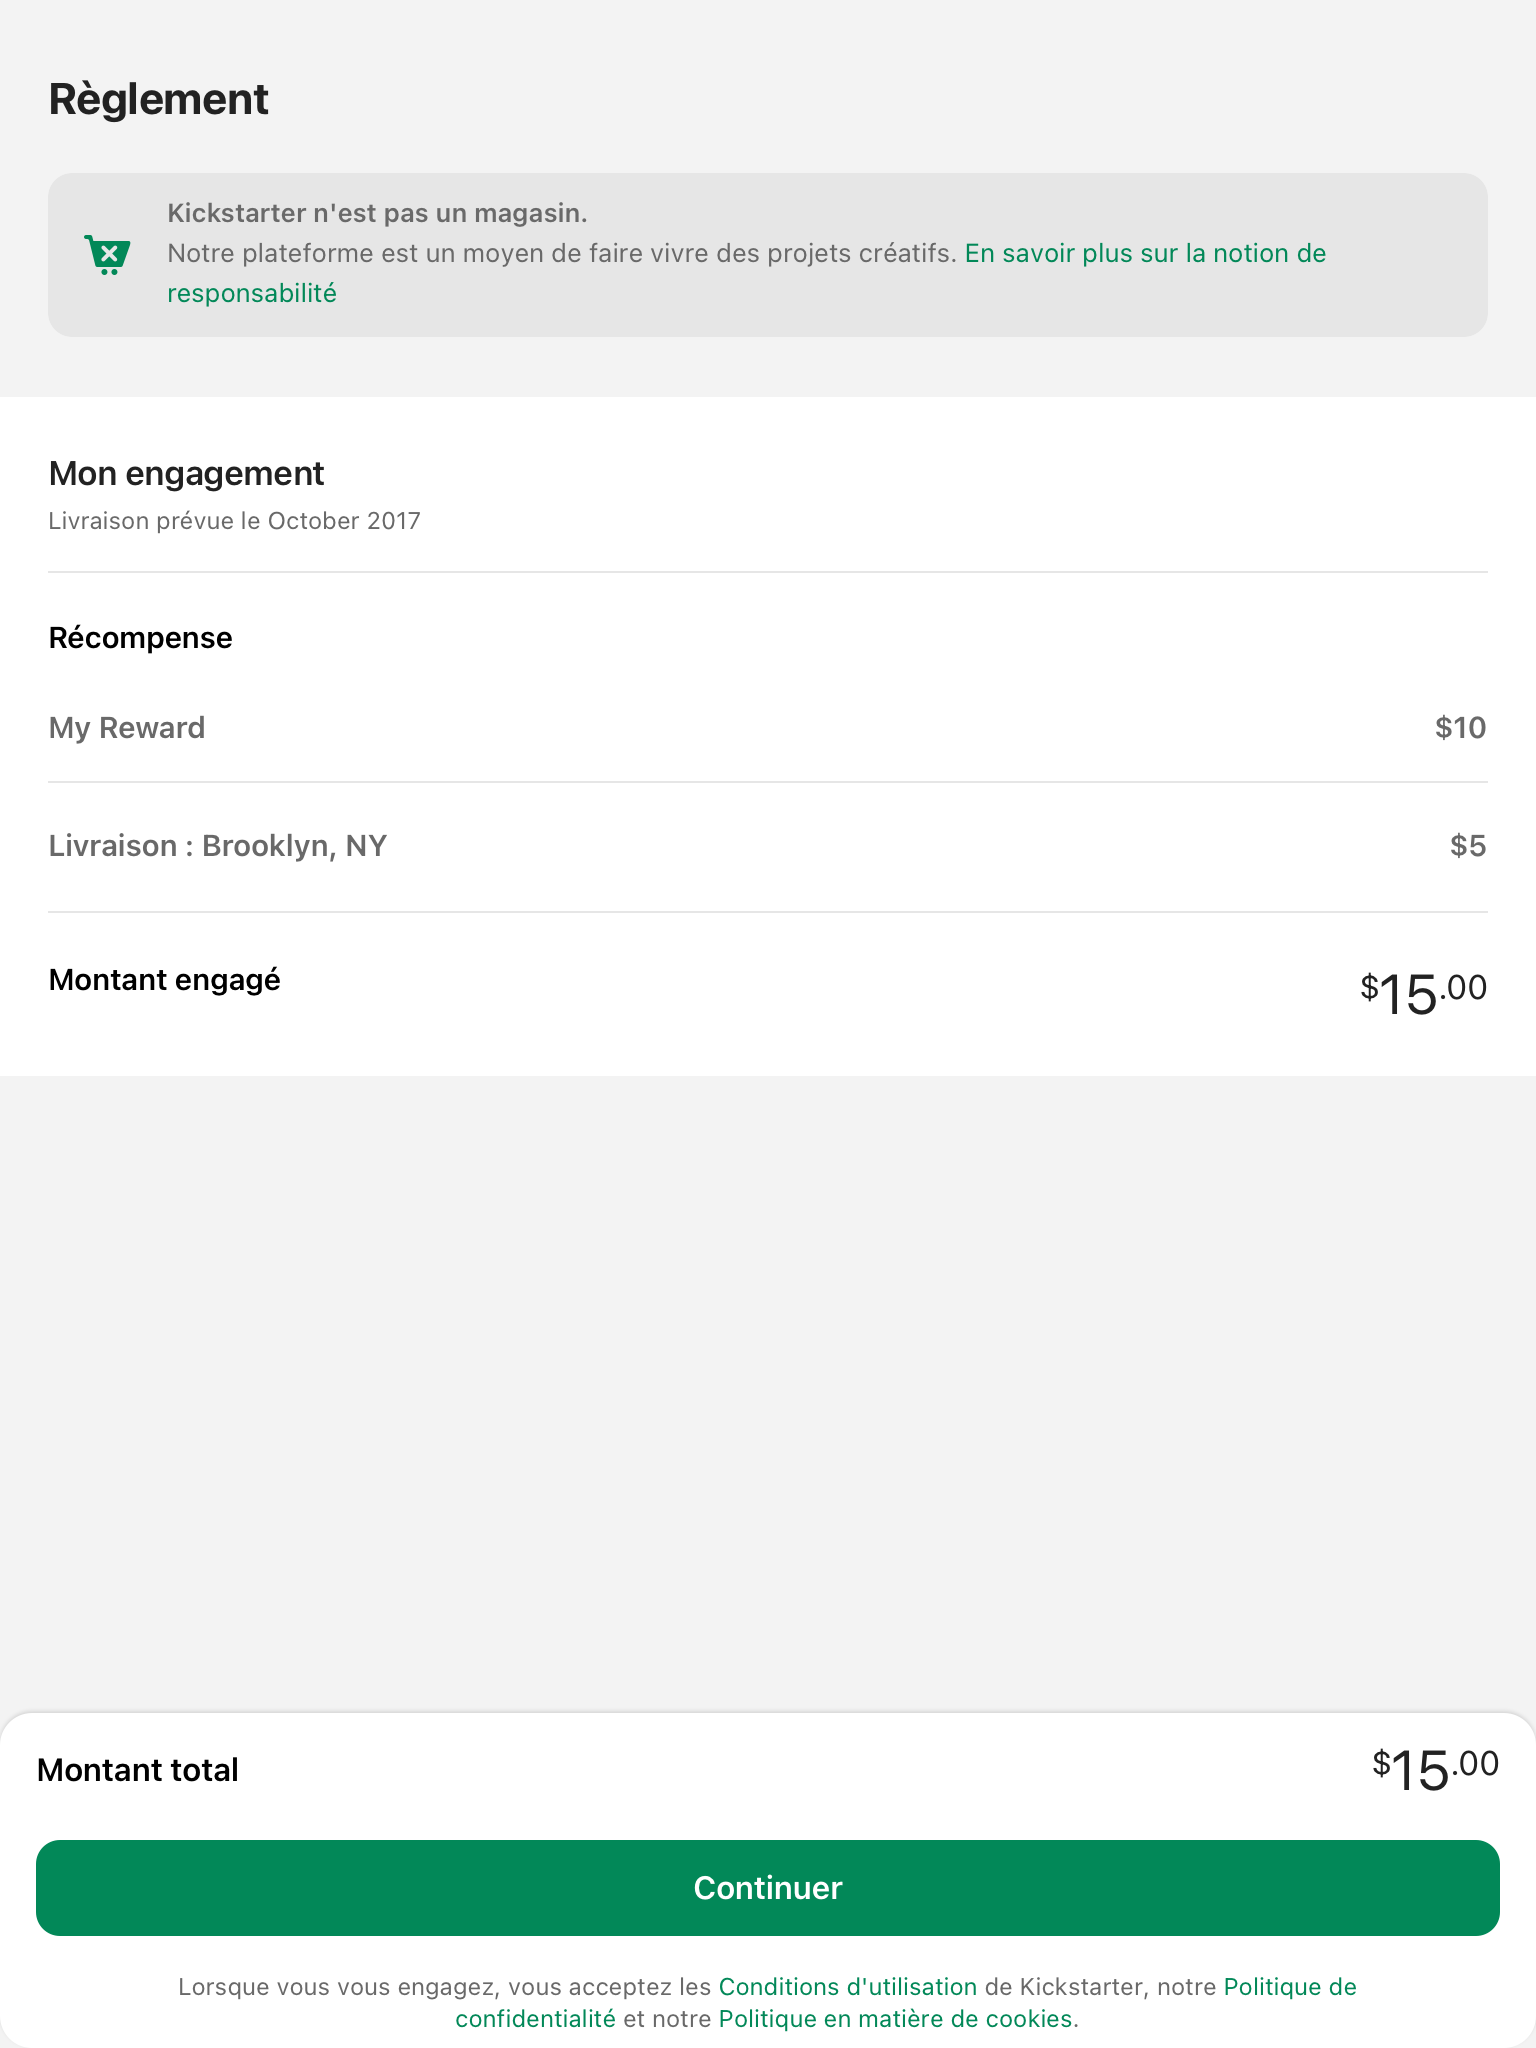 Règlement
Kickstarter n'est pas un magasin.
Notre plateforme est un moyen de faire vivre des projets créatifs. En savoir plus sur la notion de
responsabilité
Mon engagement
Livraison prévue le October 2017
Récompense
My Reward $10
Livraison : Brooklyn, NY $5
Montant engagé $15.00
Montant total $15.00
Continuer
Lorsque vous vous engagez, vous acceptez les Conditions d'utilisation de Kickstarter, notre Politique de
confidentialité et notre Politique en matière de cookies.